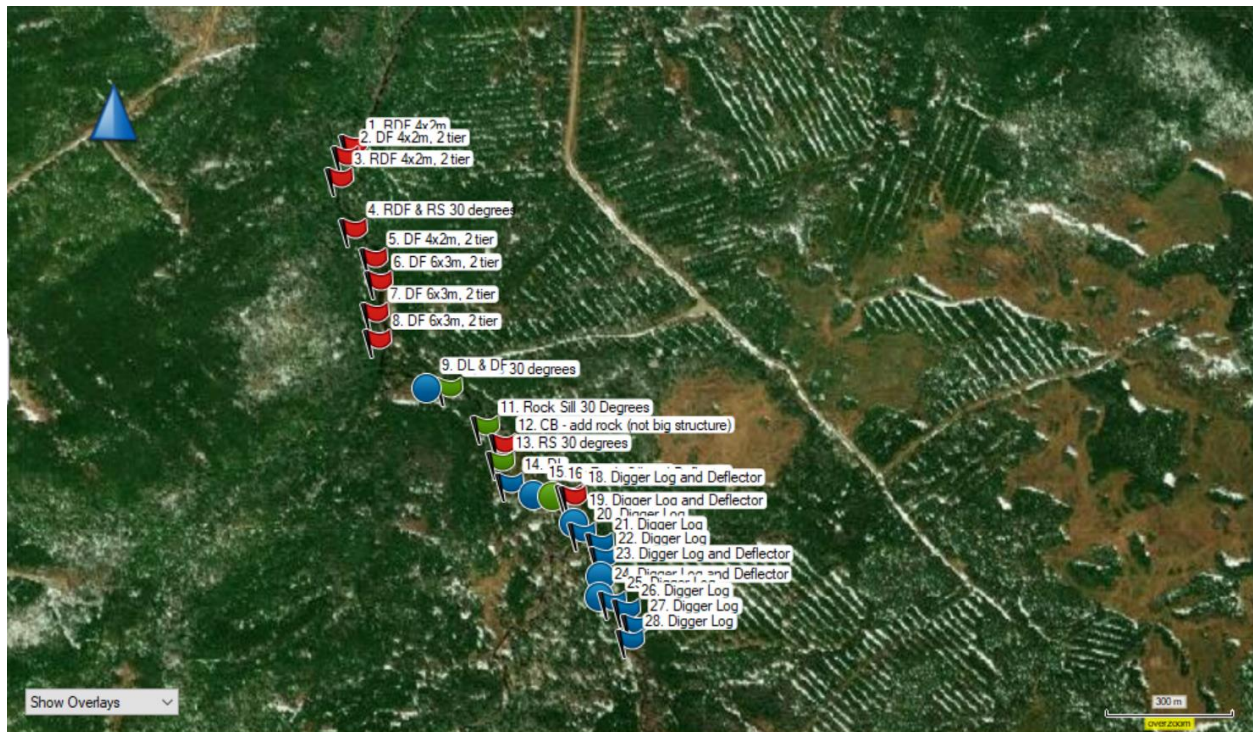 1. RDF 4x2m
2. DF 4x2m, 2 tier
3. RDF 4x2m, 2 tier
4. RDF & RS 30 degrees
5. DF 4x2m, 2 tier
6. DF 6x3m, 2 tier
7. DF 6x3m, 2 tier
8. DF 6x3m, 2 tier
9. DL & DF
30 degrees
11. Rock Sill 30 Degrees
12. CB - add rock (not big structure)
13. RS 30 degrees
14. DL
15
16
18. Digger Log and Deflector
19. Digger Log and Deflector
20. Digger Log
21. Digger Log
22. Digger Log
23. Digger Log and Deflector
24. Digger Log and Deflector
25. Digger Log
26. Digger Log
27. Digger Log
28. Digger Log
Show Overlays
300 m
overzoom